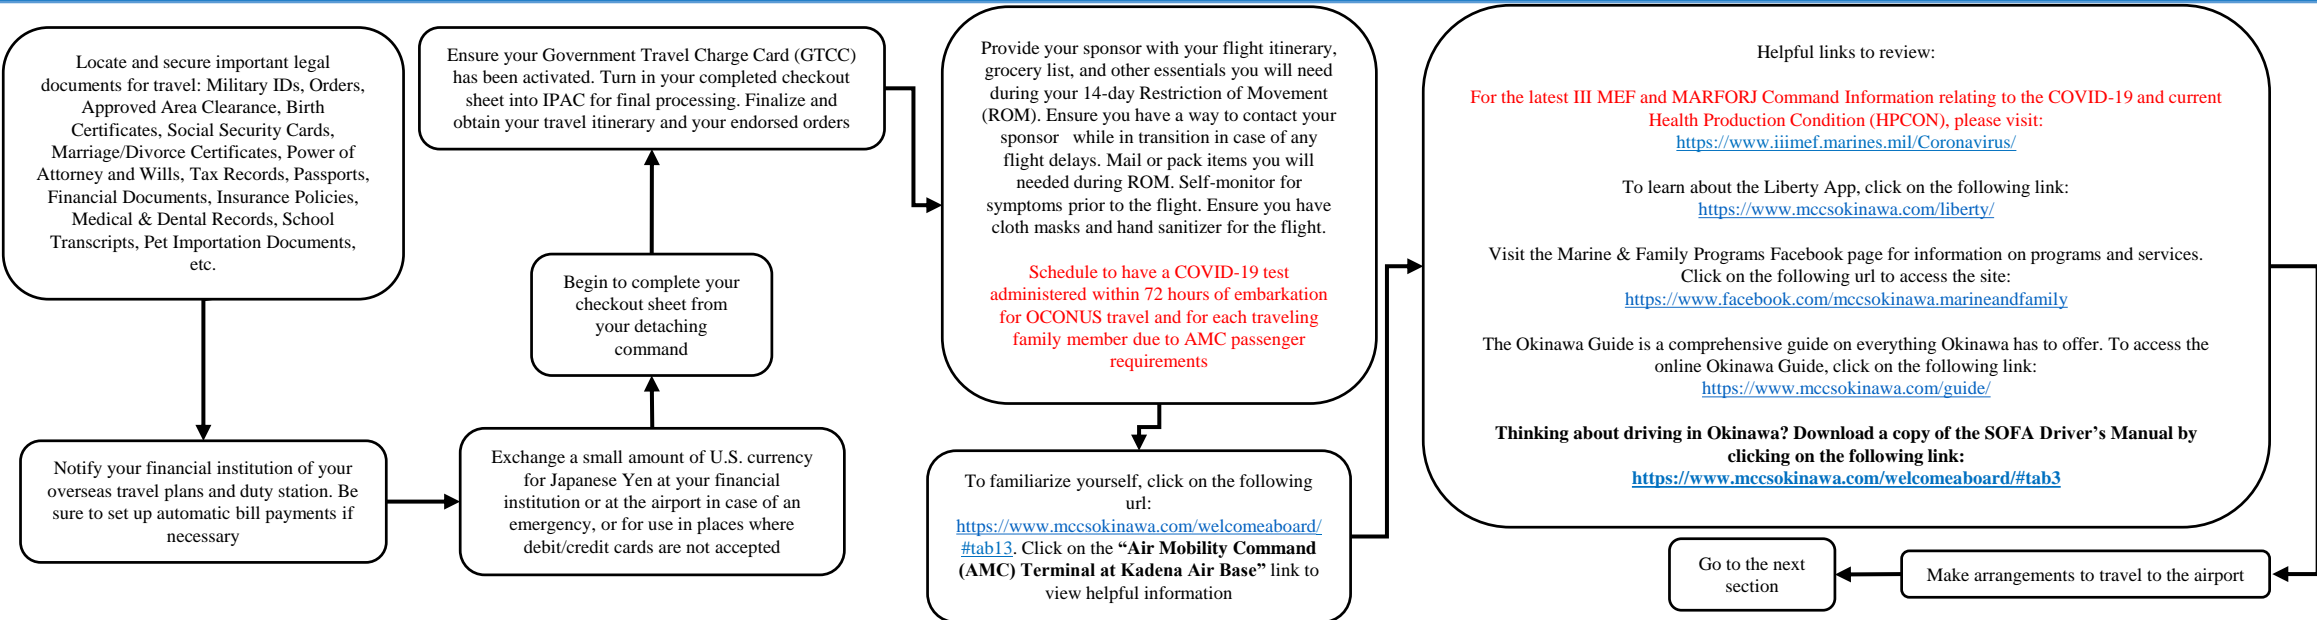 Locate and secure important legal
documents for travel: Military IDs, Orders,
Approved Area Clearance, Birth
Certificates, Social Security Cards,
Marriage/Divorce Certificates, Power of
Attorney and Wills, Tax Records, Passports,
Financial Documents, Insurance Policies,
Medical & Dental Records, School
Transcripts, Pet Importation Documents,
etc.
Notify your financial institution of your
overseas travel plans and duty station. Be
sure to set up automatic bill payments if
necessary
Exchange a small amount of U.S. currency
for Japanese Yen at your financial
institution or at the airport in case of an
emergency, or for use in places where
debit/credit cards are not accepted
Begin to complete your
checkout sheet from
your detaching
command
Ensure your Government Travel Charge Card (GTCC)
has been activated. Turn in your completed checkout
sheet into IPAC for final processing. Finalize and
obtain your travel itinerary and your endorsed orders
Provide your sponsor with your flight itinerary,
grocery list, and other essentials you will need
during your 14-day Restriction of Movement
(ROM). Ensure you have a way to contact your
sponsor while in transition in case of any
flight delays. Mail or pack items you will
needed during ROM. Self-monitor for
symptoms prior to the flight. Ensure you have
cloth masks and hand sanitizer for the flight.
Schedule to have a COVID-19 test
administered within 72 hours of embarkation
for OCONUS travel and for each traveling
family member due to AMC passenger
requirements
To familiarize yourself, click on the following
url:
https://www.mccsokinawa.com/welcomeaboard/
#tab13. Click on the “Air Mobility Command
(AMC) Terminal at Kadena Air Base” link to
view helpful information
Helpful links to review:
For the latest III MEF and MARFORJ Command Information relating to the COVID-19 and current
Health Production Condition (HPCON), please visit:
https://www.iiimef.marines.mil/Coronavirus/
To learn about the Liberty App, click on the following link:
https://www.mccsokinawa.com/liberty/
Visit the Marine & Family Programs Facebook page for information on programs and services.
Click on the following url to access the site:
https://www.facebook.com/mccsokinawa.marineandfamily
The Okinawa Guide is a comprehensive guide on everything Okinawa has to offer. To access the
online Okinawa Guide, click on the following link:
https://www.mccsokinawa.com/guide/
Thinking about driving in Okinawa? Download a copy of the SOFA Driver’s Manual by
clicking on the following link:
https://www.mccsokinawa.com/welcomeaboard/#tab3
Make arrangements to travel to the airport
Go to the next
section